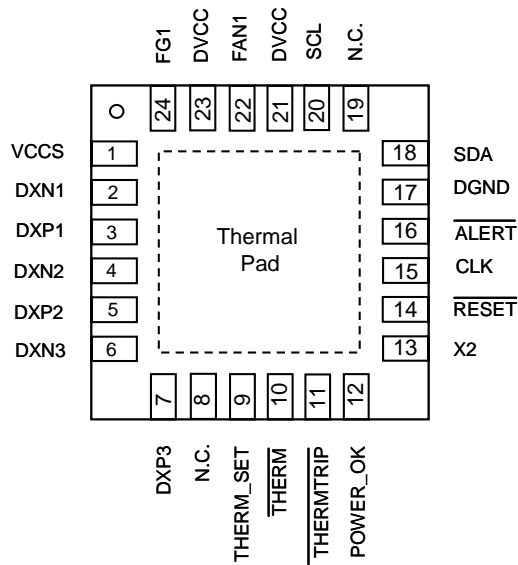 FG1 DVCC FAN1 DVCC SCL N.C.
24 23 22 21 20 19
VCCS 1 18 SDA
DXN1 2 17 DGND
DXP1 3 16 ALERT
DXN2 4 15 CLK
DXP2 5 14 RESET
DXN3 6 13 X2
Thermal
Pad
7 8 9 10 11 12
DXP3 N.C. THERM_SET THERM THERMTRIP POWER_OK